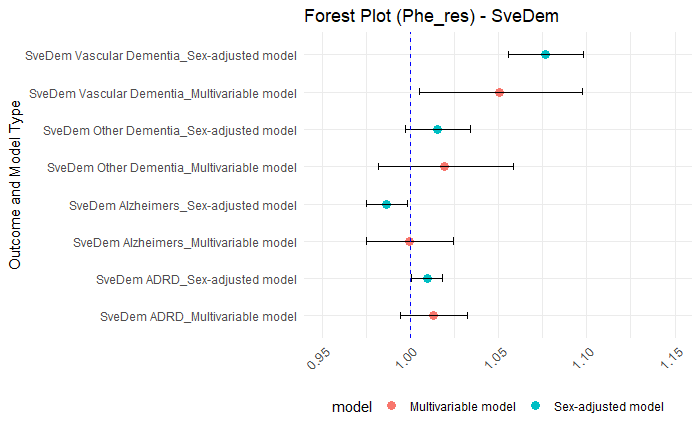 Forest Plot (Phe_res) - SveDem
Outcome and Model Type
SveDem Vascular Dementia_Sex-adjusted model
SveDem Vascular Dementia_Multivariable model
SveDem Other Dementia_Sex-adjusted model
SveDem Other Dementia_Multivariable model
SveDem Alzheimers_Sex-adjusted model
SveDem Alzheimers_Multivariable model
SveDem ADRD_Sex-adjusted model
SveDem ADRD_Multivariable model
0.95 1.00 1.05 1.10 1.15
model Multivariable model Sex-adjusted model